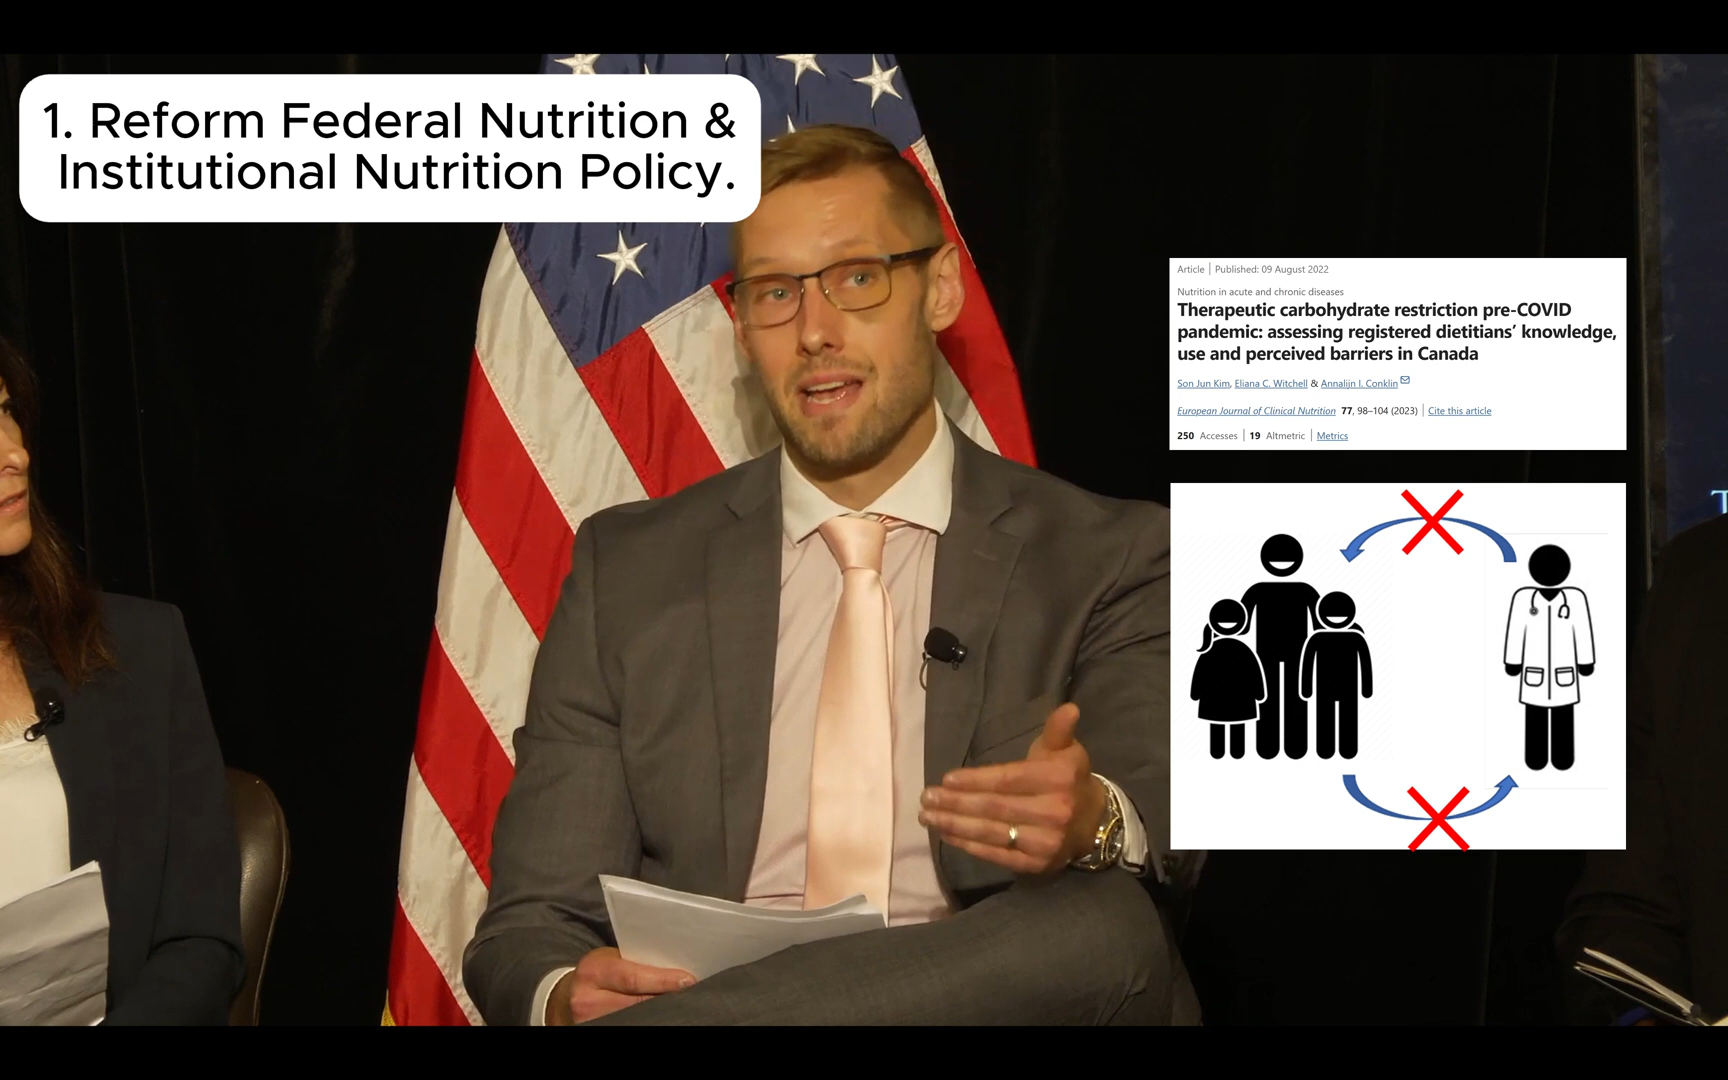 1. Reform Federal Nutrition &
Institutional Nutrition Policy.
Article | Published: 09 August 2022
Nutrition in acute and chronic diseases
Therapeutic carbohydrate restriction pre-COVID
pandemic: assessing registered dietitians’ knowledge,
use and perceived barriers in Canada
Son Jun Kim, Eliana C. Witchell & Annalijn I. Conklin
European Journal of Clinical Nutrition 77, 98–104 (2023) | Cite this article
250 Accesses | 19 Altmetric | Metrics